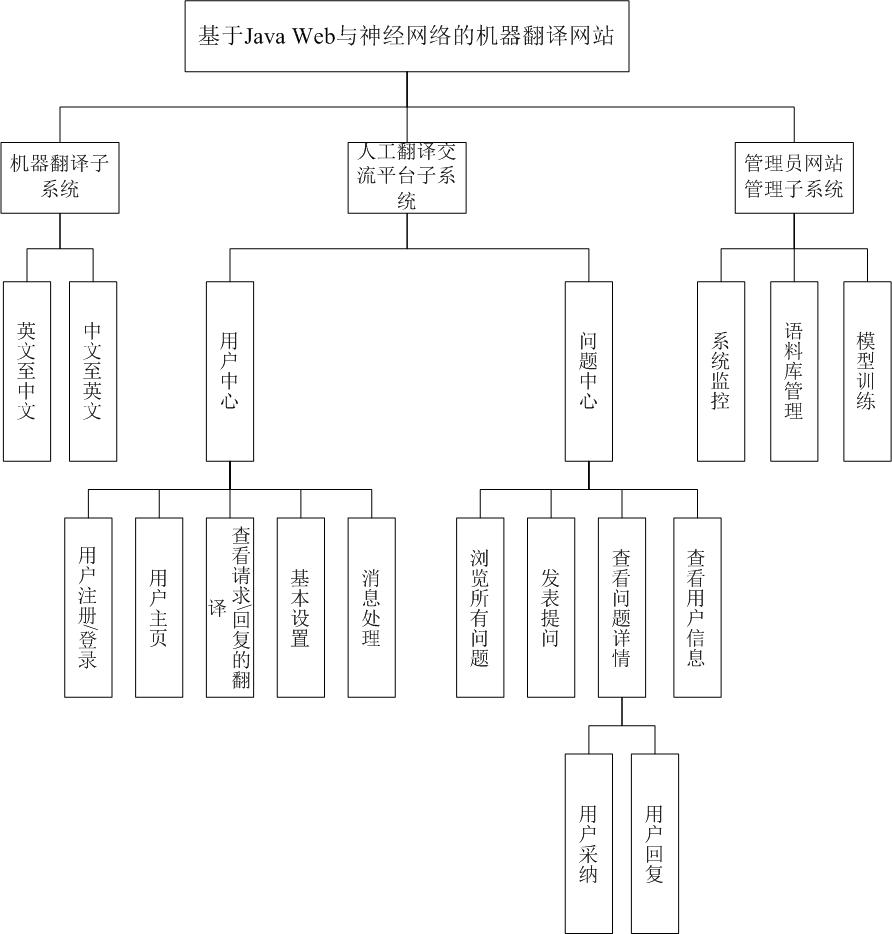 基于Java Web与神经网络的机器翻译网站
机器翻译子
系统
人工翻译交
流平台子系
统
管理员网站
管理子系统
英文至中文
中文至英文
用户中心
问题中心
系统监控
语料库管理
模型训练
用户注册/登录
用户主页
查看请求/回复的翻
译
基本设置
消息处理
浏览所有问题
发表提问
查看问题详情
查看用户信息
用户采纳
用户回复